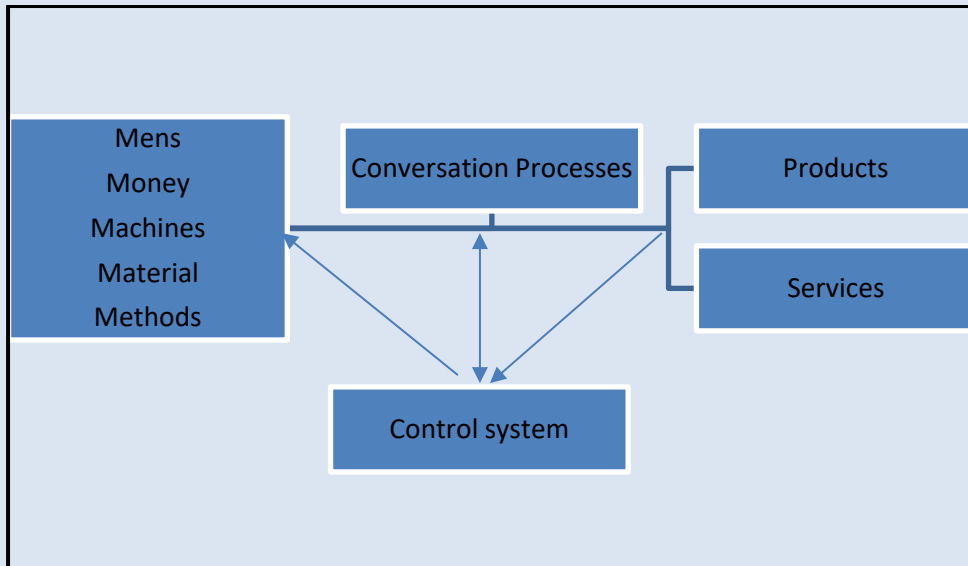 Mens
Money
Machines
Material
Methods
Conversation Processes
Products
Services
Control system